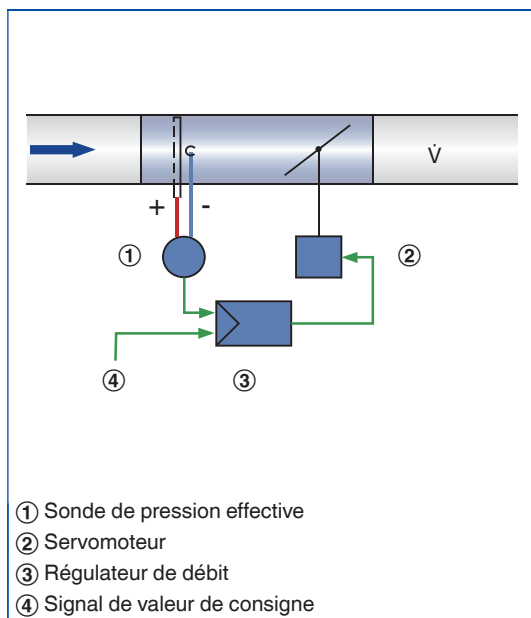 V̇
+ -
① ②
④ ③
① Sonde de pression effective
② Servomoteur
③ Régulateur de débit
④ Signal de valeur de consigne